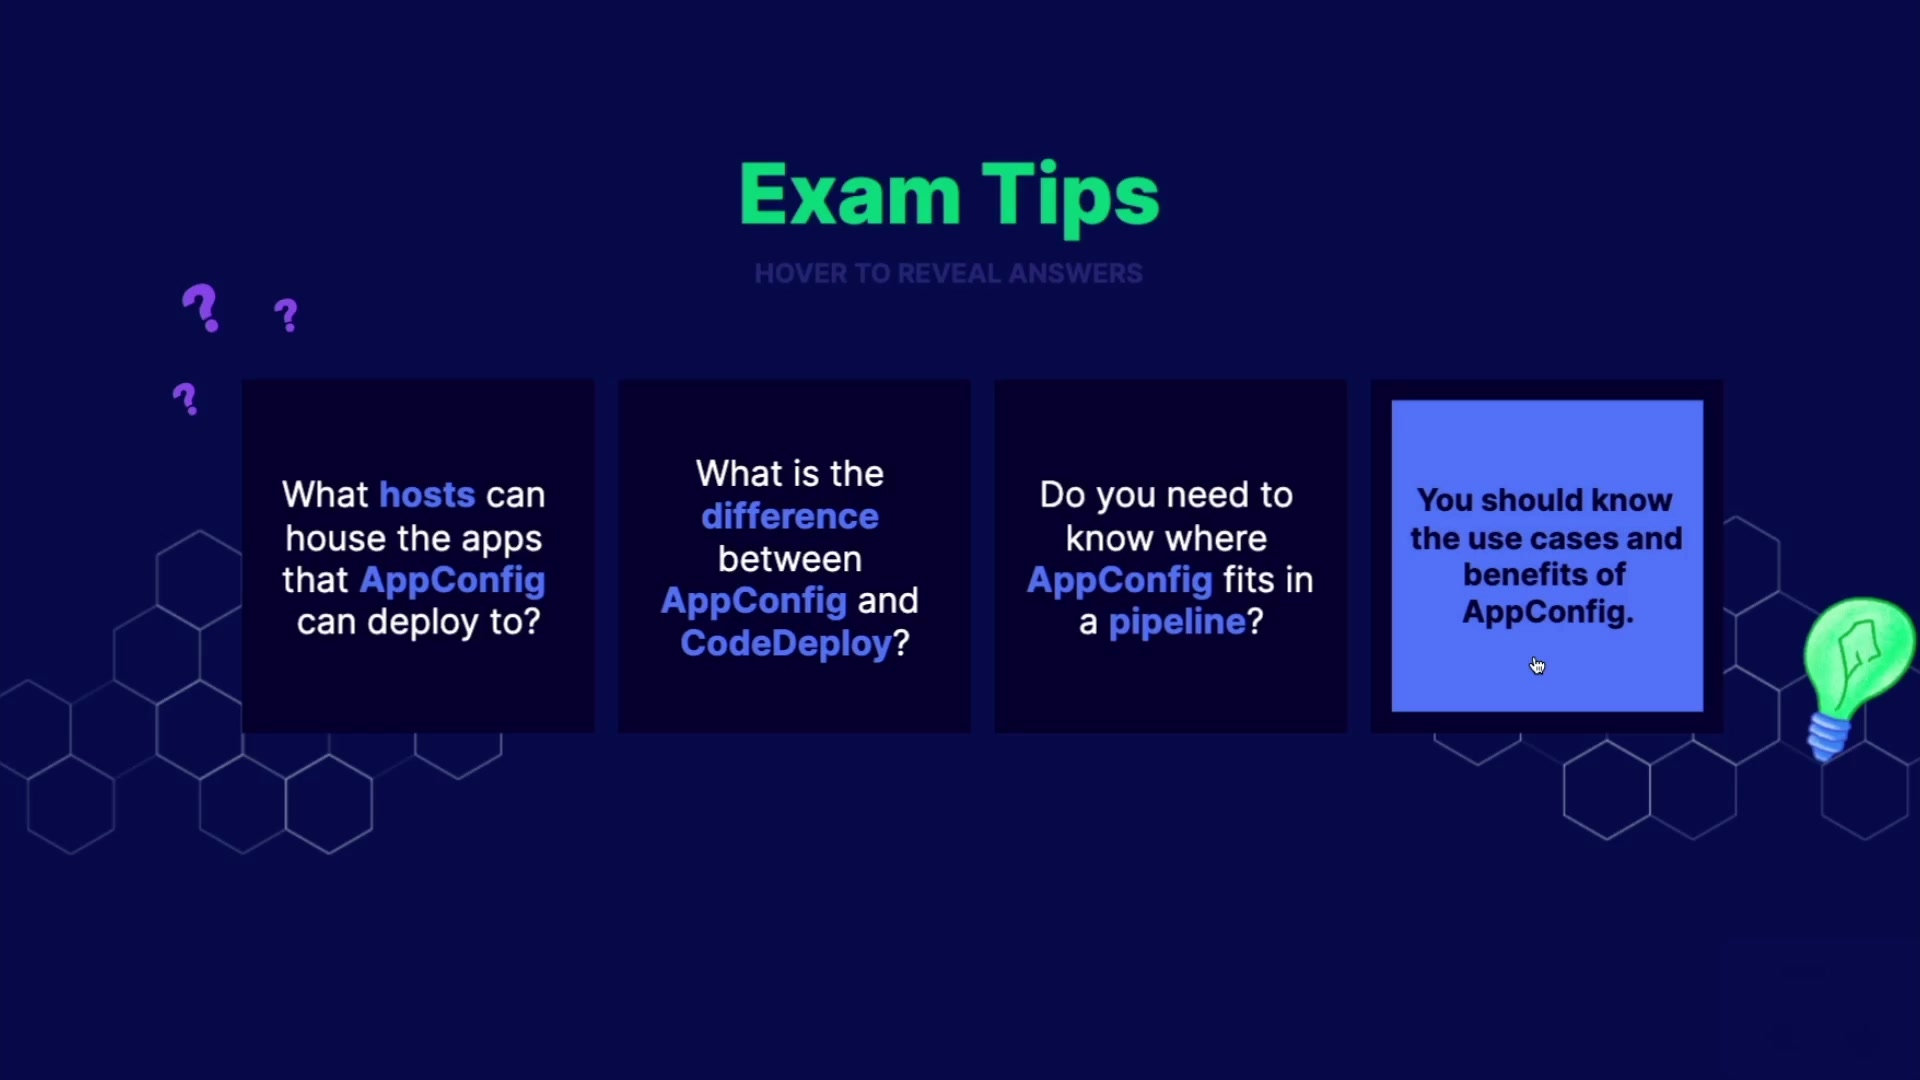 Exam Tips
HOVER TO REVEAL ANSWERS
What hosts can
house the apps
that AppConfig
can deploy to?
What is the
difference
between
AppConfig and
CodeDeploy?
Do you need to
know where
AppConfig fits in
a pipeline?
You should know
the use cases and
benefits of
AppConfig.